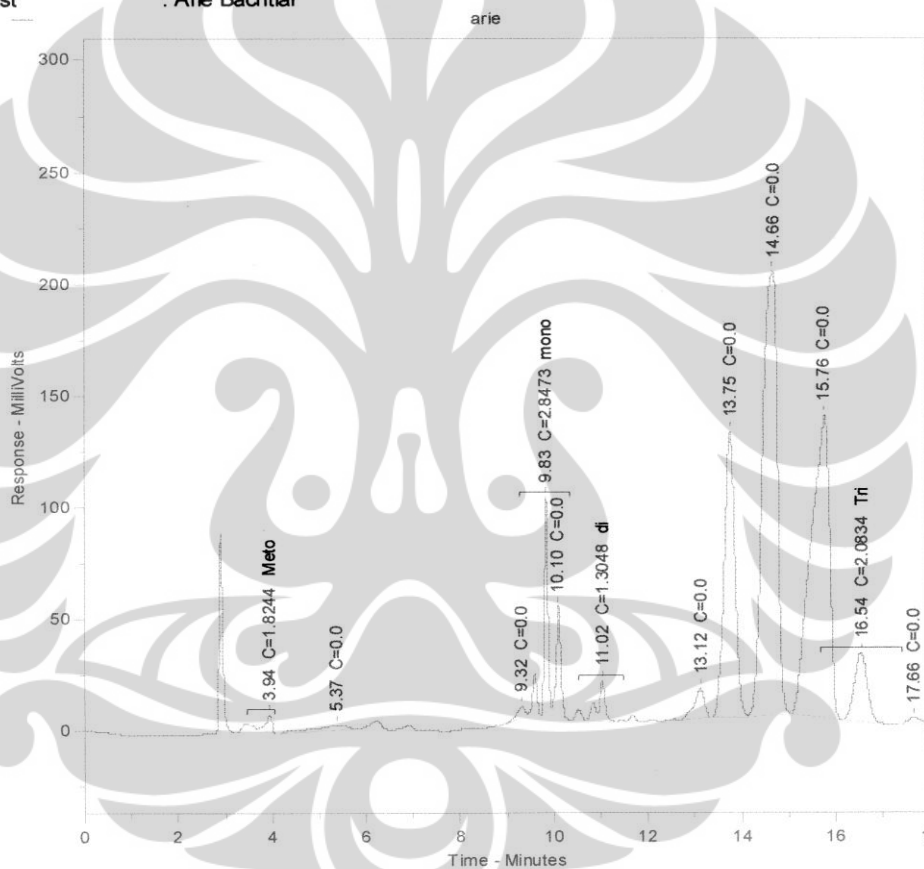 st : Arie Bachtiar
arie
300
250
200
150
100
50
0
Response - MilliVolts
3.94 C=1.8244 Meto
5.37 C=0.0
9.32 C=0.0
9.83 C=2.8473 mono
10.10 C=0.0
11.02 C=1.3048 di
13.12 C=0.0
13.75 C=0.0
14.66 C=0.0
15.76 C=0.0
16.54 C=2.0834 Tri
17.66 C=0.0
0 2 4 6 8 10 12 14 16
Time - Minutes